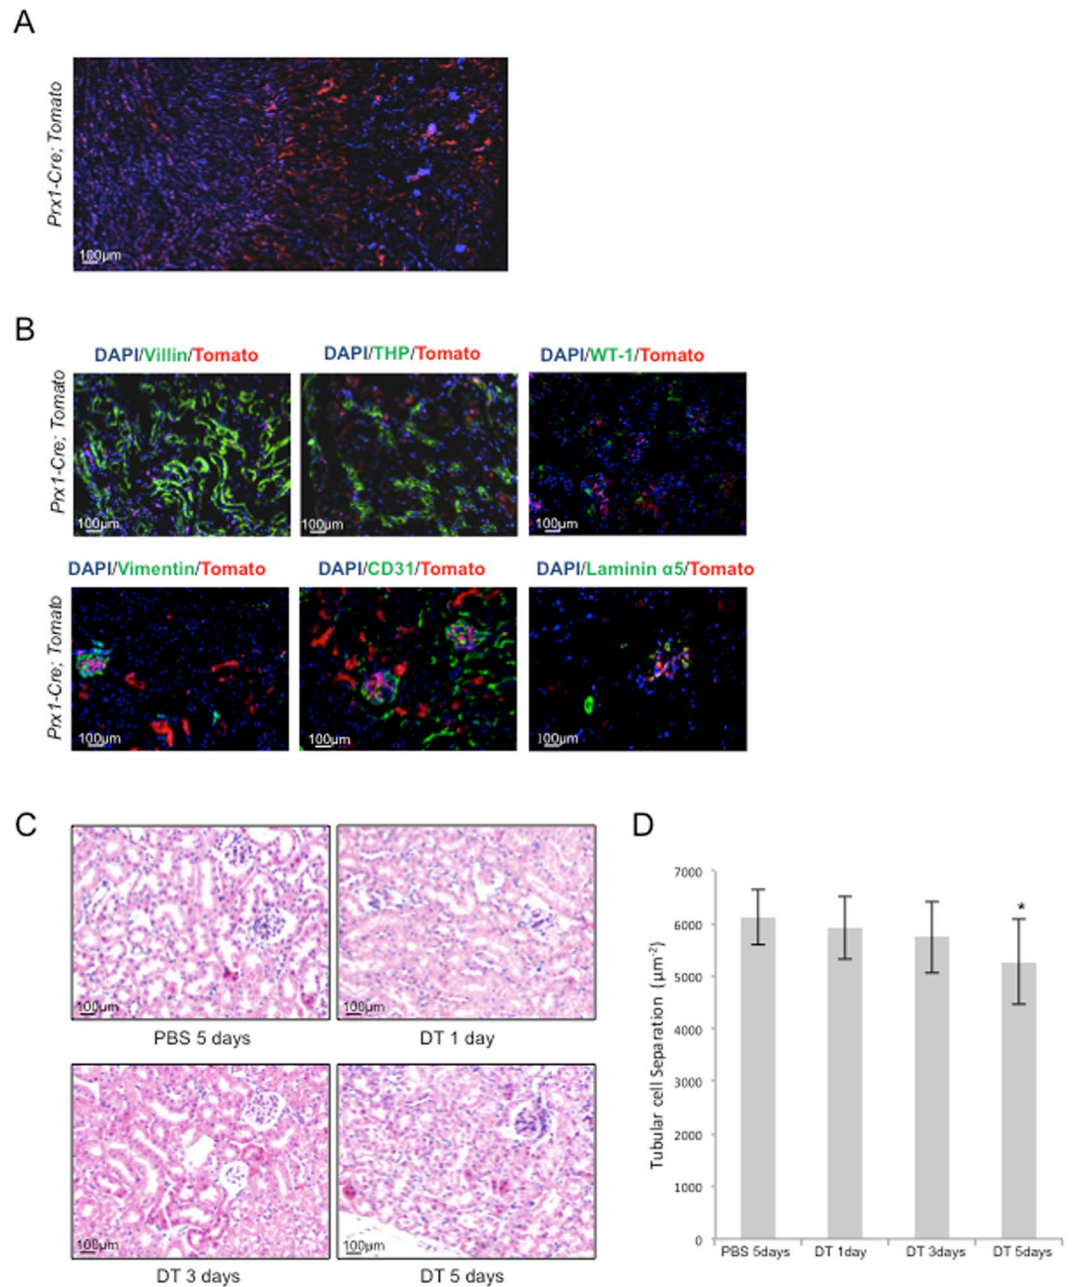 A
Prx1-Cre; Tomato
100µm
B
DAPI/Villin/Tomato
DAPI/THP/Tomato
DAPI/WT-1/Tomato
Prx1-Cre; Tomato
100µm
100µm
100µm
DAPI/Vimentin/Tomato
DAPI/CD31/Tomato
DAPI/Laminin α5/Tomato
Prx1-Cre; Tomato
100µm
100µm
100µm
C
100µm
100µm
PBS 5 days
DT 1 day
100µm
100µm
DT 3 days
DT 5 days
D
Tubular cell Separation (µm⁻²)
7000
6000
5000
4000
3000
2000
1000
0
*
PBS 5days
DT 1day
DT 3days
DT 5days